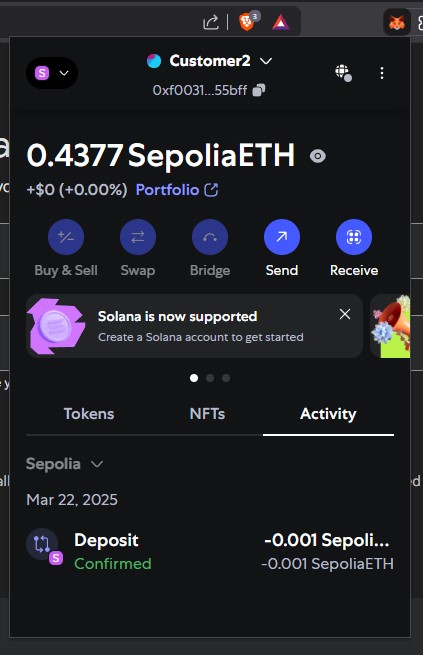 3
S
Customer2
0xf0031...55bff
0.4377 SepoliaETH
+$0 (+0.00%) Portfolio
Buy & Sell Swap Bridge Send Receive
Solana is now supported
Create a Solana account to get started
Tokens NFTs Activity
Sepolia
Mar 22, 2025
Deposit -0.001 Sepoli...
S
Confirmed -0.001 SepoliaETH